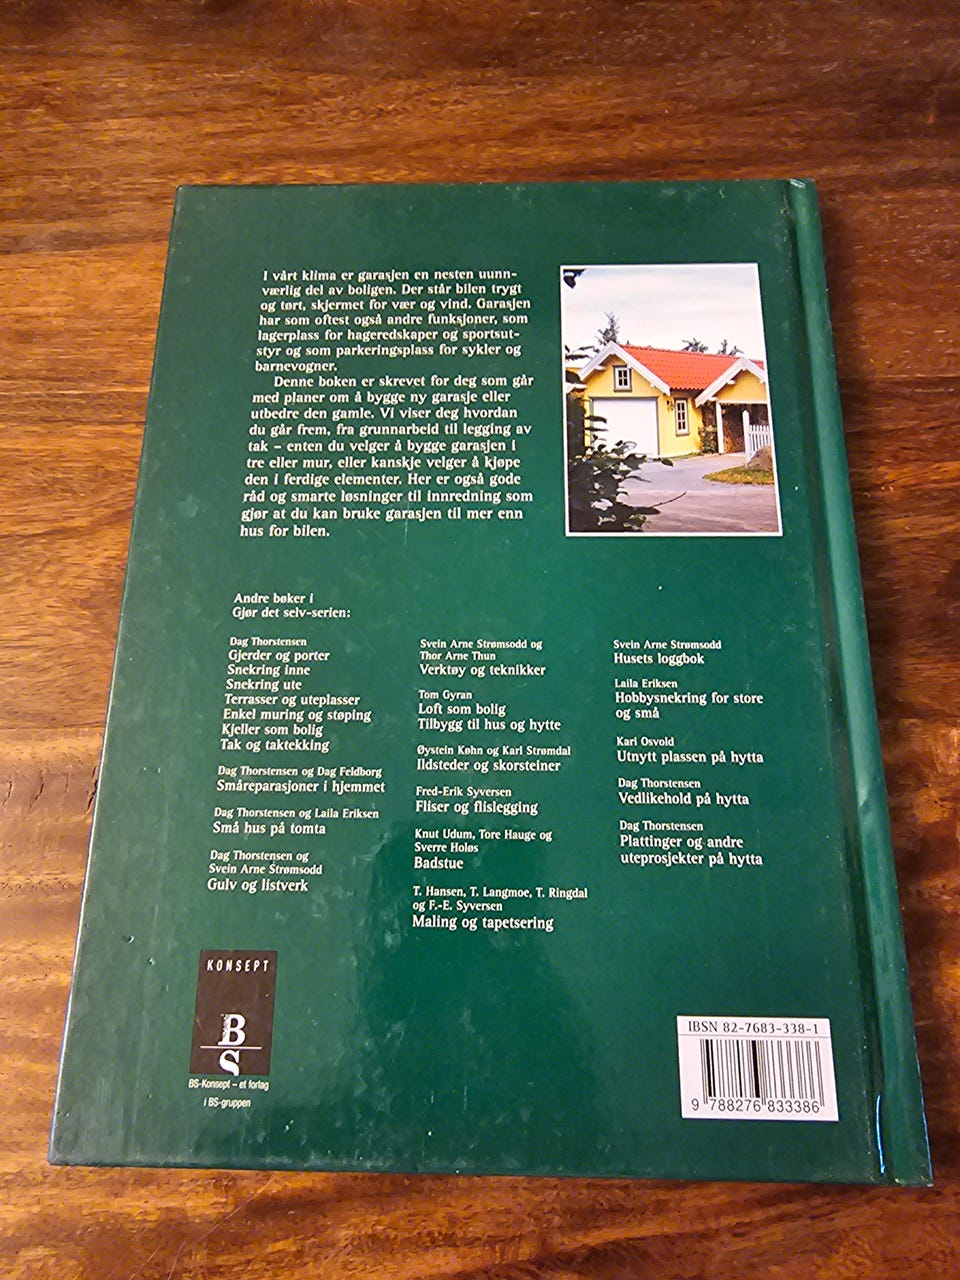 I vårt klima er garasjen en nesten uunn-
værlig del av boligen. Der står bilen trygt
og tørt, skjermet for vær og vind. Garasjen
har som oftest også andre funksjoner, som
lagerplass for hageredskaper og sportsut-
styr og som parkeringsplass for sykler og
barnevogner.
Denne boken er skrevet for deg som går
med planer om å bygge ny garasje eller
utbedre den gamle. Vi viser deg hvordan
du går frem, fra grunnarbeid til legging av
tak – enten du velger å bygge garasjen i
tre eller mur, eller kanskje velger å kjøpe
den i ferdige elementer. Her er også gode
råd og smarte løsninger til innredning som
gjør at du kan bruke garasjen til mer enn
hus for bilen.
Andre bøker i
Gjør det selv-serien:
Dag Thorstensen
Gjerder og porter
Snekring inne
Snekring ute
Terrasser og uteplasser
Enkel muring og støping
Kjeller som bolig
Tak og taktekking
Dag Thorstensen og Dag Feldborg
Småreparasjoner i hjemmet
Dag Thorstensen og Laila Eriksen
Små hus på tomta
Dag Thorstensen og
Svein Arne Strømsodd
Gulv og listverk
Svein Arne Strømsodd og
Thor Arne Thun
Verktøy og teknikker
Tom Gyran
Loft som bolig
Tilbygg til hus og hytte
Øystein Køhn og Karl Strømdal
Ildsteder og skorsteiner
Fred-Erik Syversen
Fliser og flislegging
Knut Udum, Tore Hauge og
Sverre Holøs
Badstue
T. Hansen, T. Langmoe, T. Ringdal
og F.-E. Syversen
Maling og tapetsering
Svein Arne Strømsodd
Husets loggbok
Laila Eriksen
Hobbysnekring for store
og små
Kari Osvold
Utnytt plassen på hytta
Dag Thorstensen
Vedlikehold på hytta
Dag Thorstensen
Plattinger og andre
uteprosjekter på hytta
KONSEPT
B
S
BS-Konsept – et forlag
i BS-gruppen
ISBN 82-7683-338-1
9 788276 833386